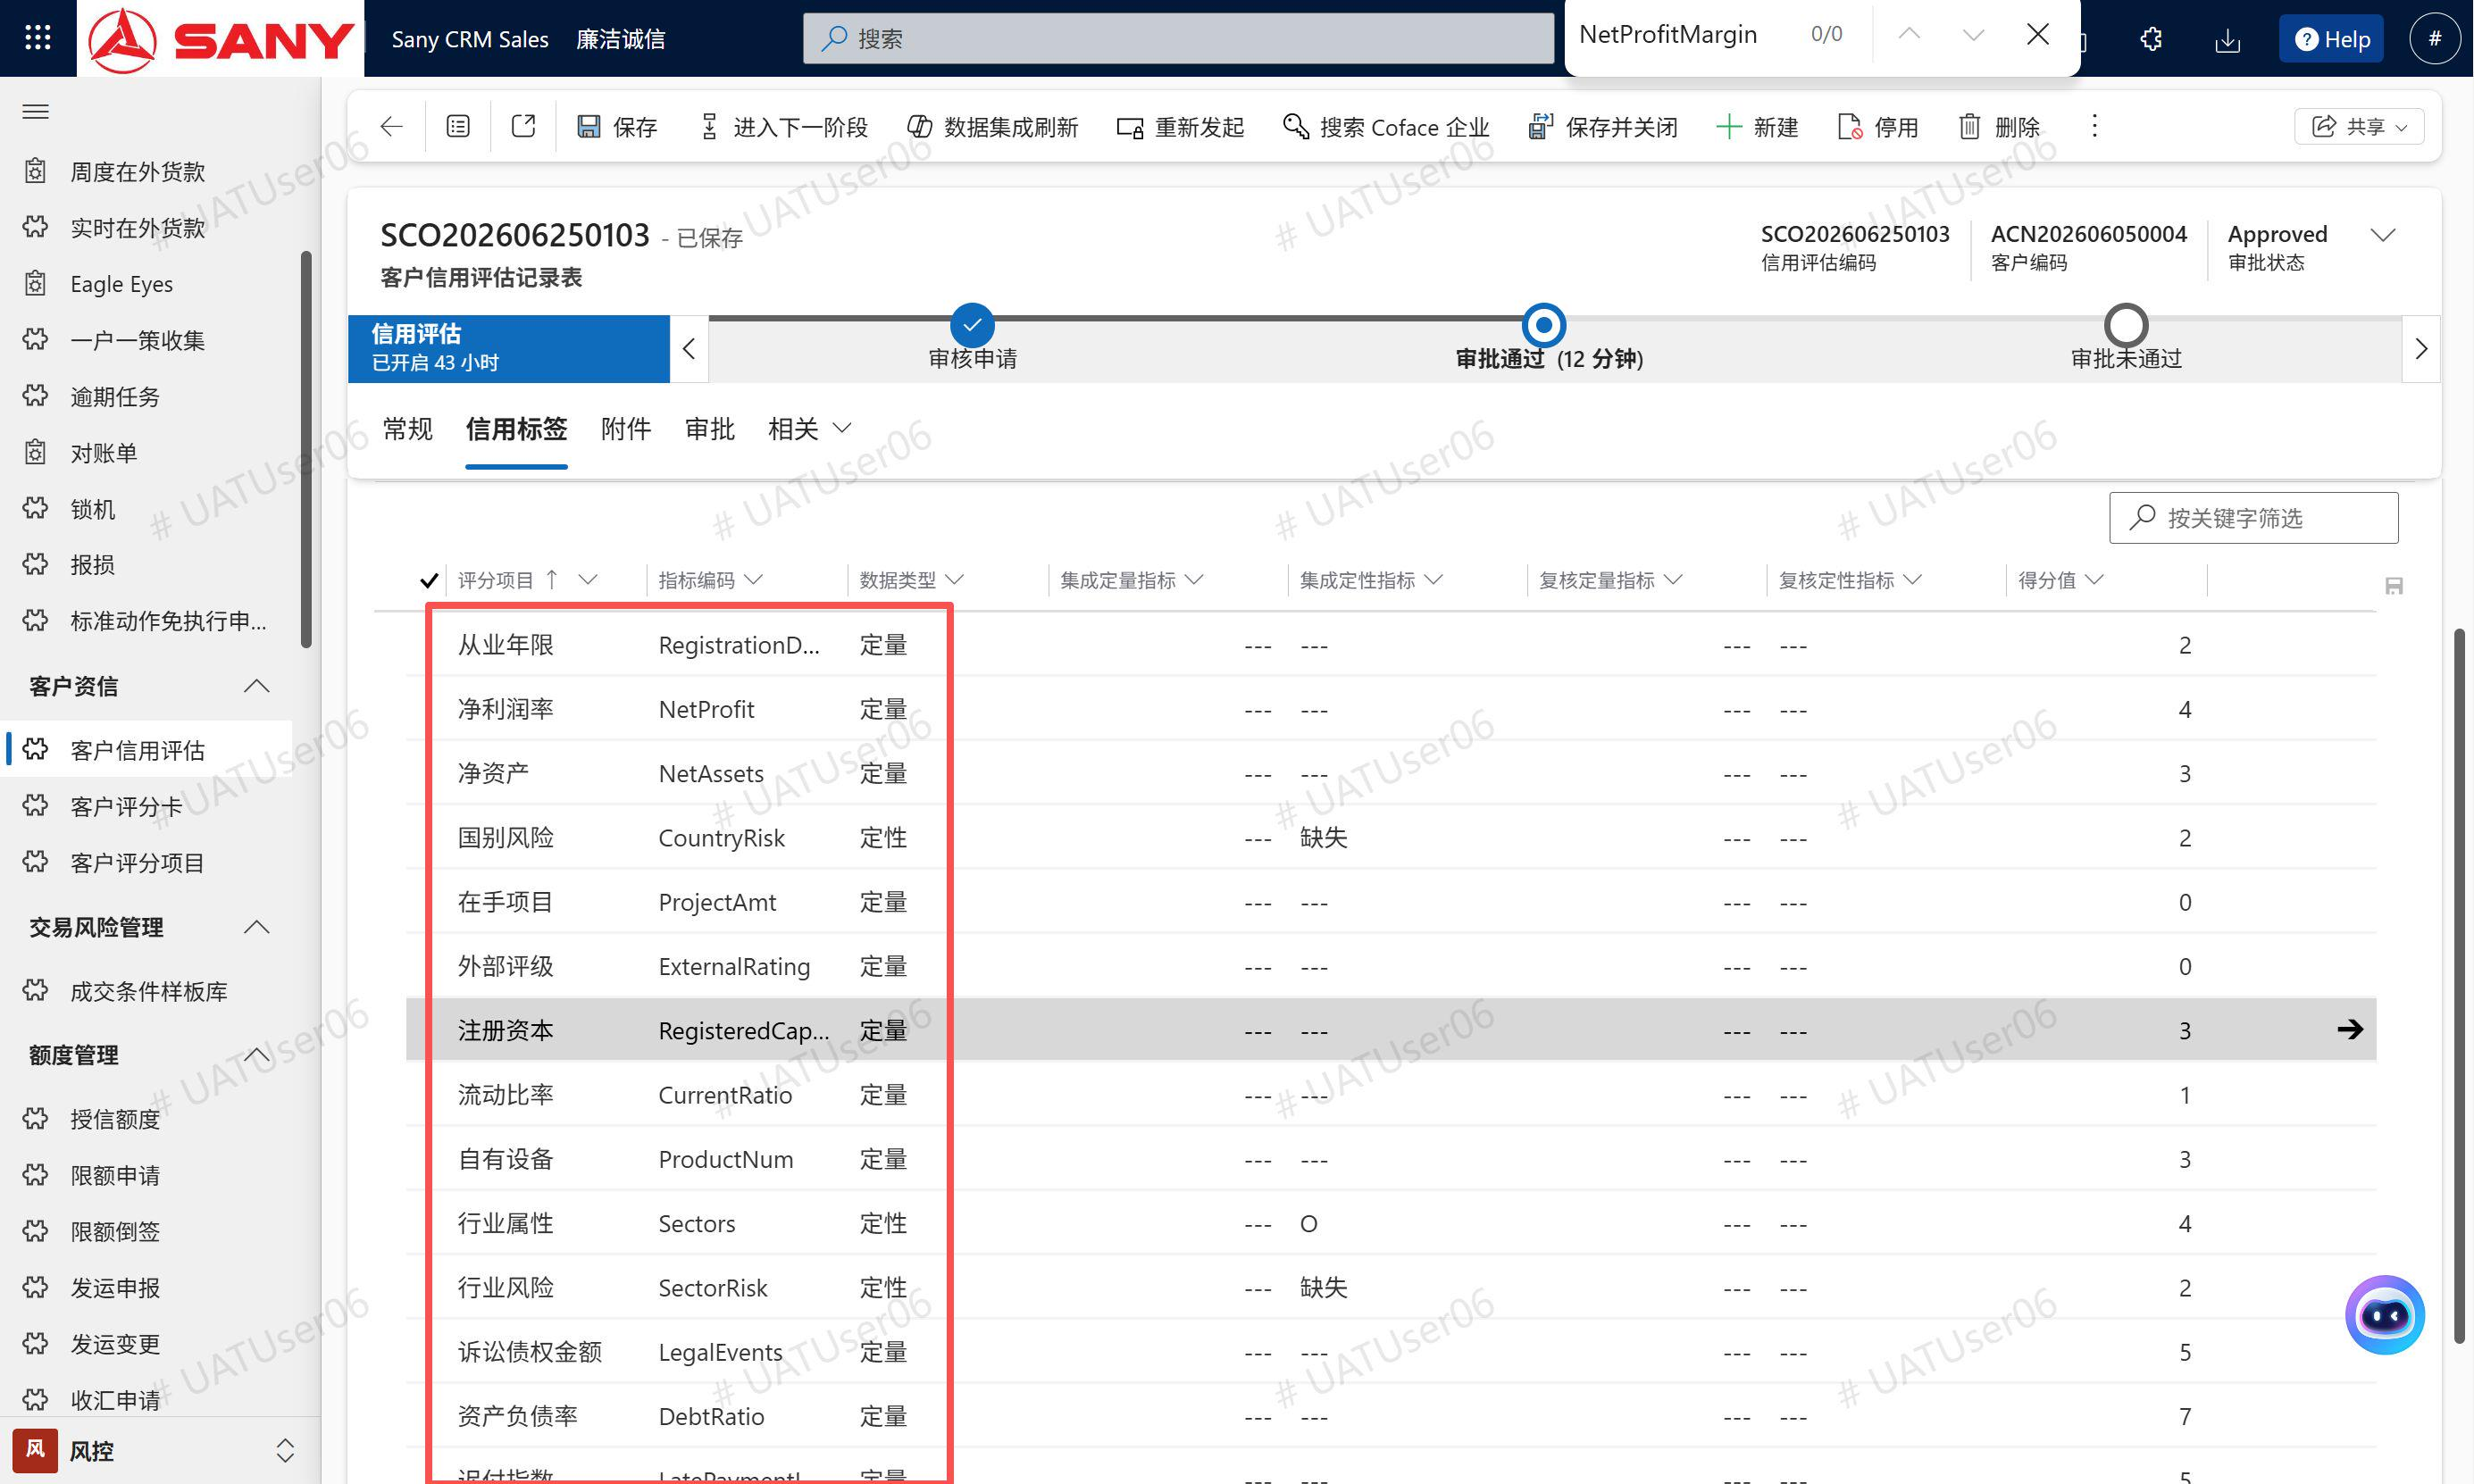 SANY
Sany CRM Sales 廉洁诚信
搜索
NetProfitMargin 0/0
Help
#
保存 进入下一阶段 数据集成刷新 重新发起 搜索 Coface 企业 保存并关闭 新建 停用 删除 共享
周度在外货款
实时在外货款
Eagle Eyes
一户一策收集
逾期任务
对账单
锁机
报损
标准动作免执行申...
客户资信
客户信用评估
客户评分卡
客户评分项目
交易风险管理
成交条件样板库
额度管理
授信额度
限额申请
限额倒签
发运申报
发运变更
收汇申请
风 风控
SCO202606250103 - 已保存
客户信用评估记录表
SCO202606250103
信用评估编码
ACN202606050004
客户编码
Approved
审批状态
信用评估
已开启 43 小时
审核申请
审批通过 (12 分钟)
审批未通过
常规 信用标签 附件 审批 相关
按关键字筛选
评分项目 ↑ 指标编码 数据类型 集成定量指标 集成定性指标 复核定量指标 复核定性指标 得分值
从业年限 RegistrationD... 定量 --- --- --- --- 2
净利润率 NetProfit 定量 --- --- --- --- 4
净资产 NetAssets 定量 --- --- --- --- 3
国别风险 CountryRisk 定性 --- 缺失 --- --- 2
在手项目 ProjectAmt 定量 --- --- --- --- 0
外部评级 ExternalRating 定量 --- --- --- --- 0
注册资本 RegisteredCap... 定量 --- --- --- --- 3
流动比率 CurrentRatio 定量 --- --- --- --- 1
自有设备 ProductNum 定量 --- --- --- --- 3
行业属性 Sectors 定性 --- O --- --- 4
行业风险 SectorRisk 定性 --- 缺失 --- --- 2
诉讼债权金额 LegalEvents 定量 --- --- --- --- 5
资产负债率 DebtRatio 定量 --- --- --- --- 7
# UATUser06